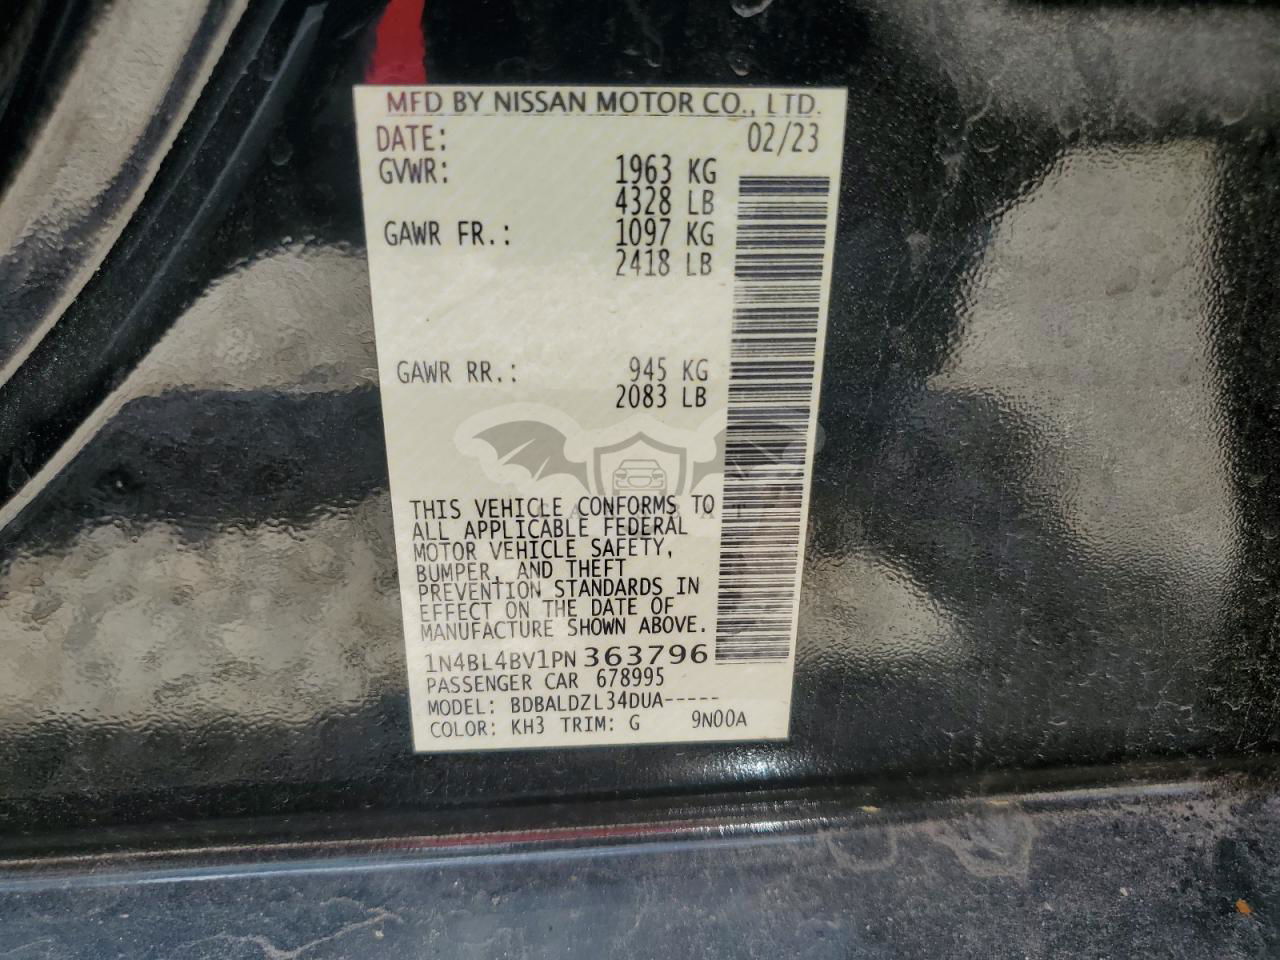 MFD BY NISSAN MOTOR CO., LTD.
DATE: 02/23
GVWR: 1963 KG
4328 LB
GAWR FR.: 1097 KG
2418 LB
GAWR RR.: 945 KG
2083 LB
THIS VEHICLE CONFORMS TO
ALL APPLICABLE FEDERAL
MOTOR VEHICLE SAFETY,
BUMPER, AND THEFT
PREVENTION STANDARDS IN
EFFECT ON THE DATE OF
MANUFACTURE SHOWN ABOVE.
1N4BL4BV1PN363796
PASSENGER CAR 678995
MODEL: BDBALDZL34DUA-----
COLOR: KH3 TRIM: G 9N00A